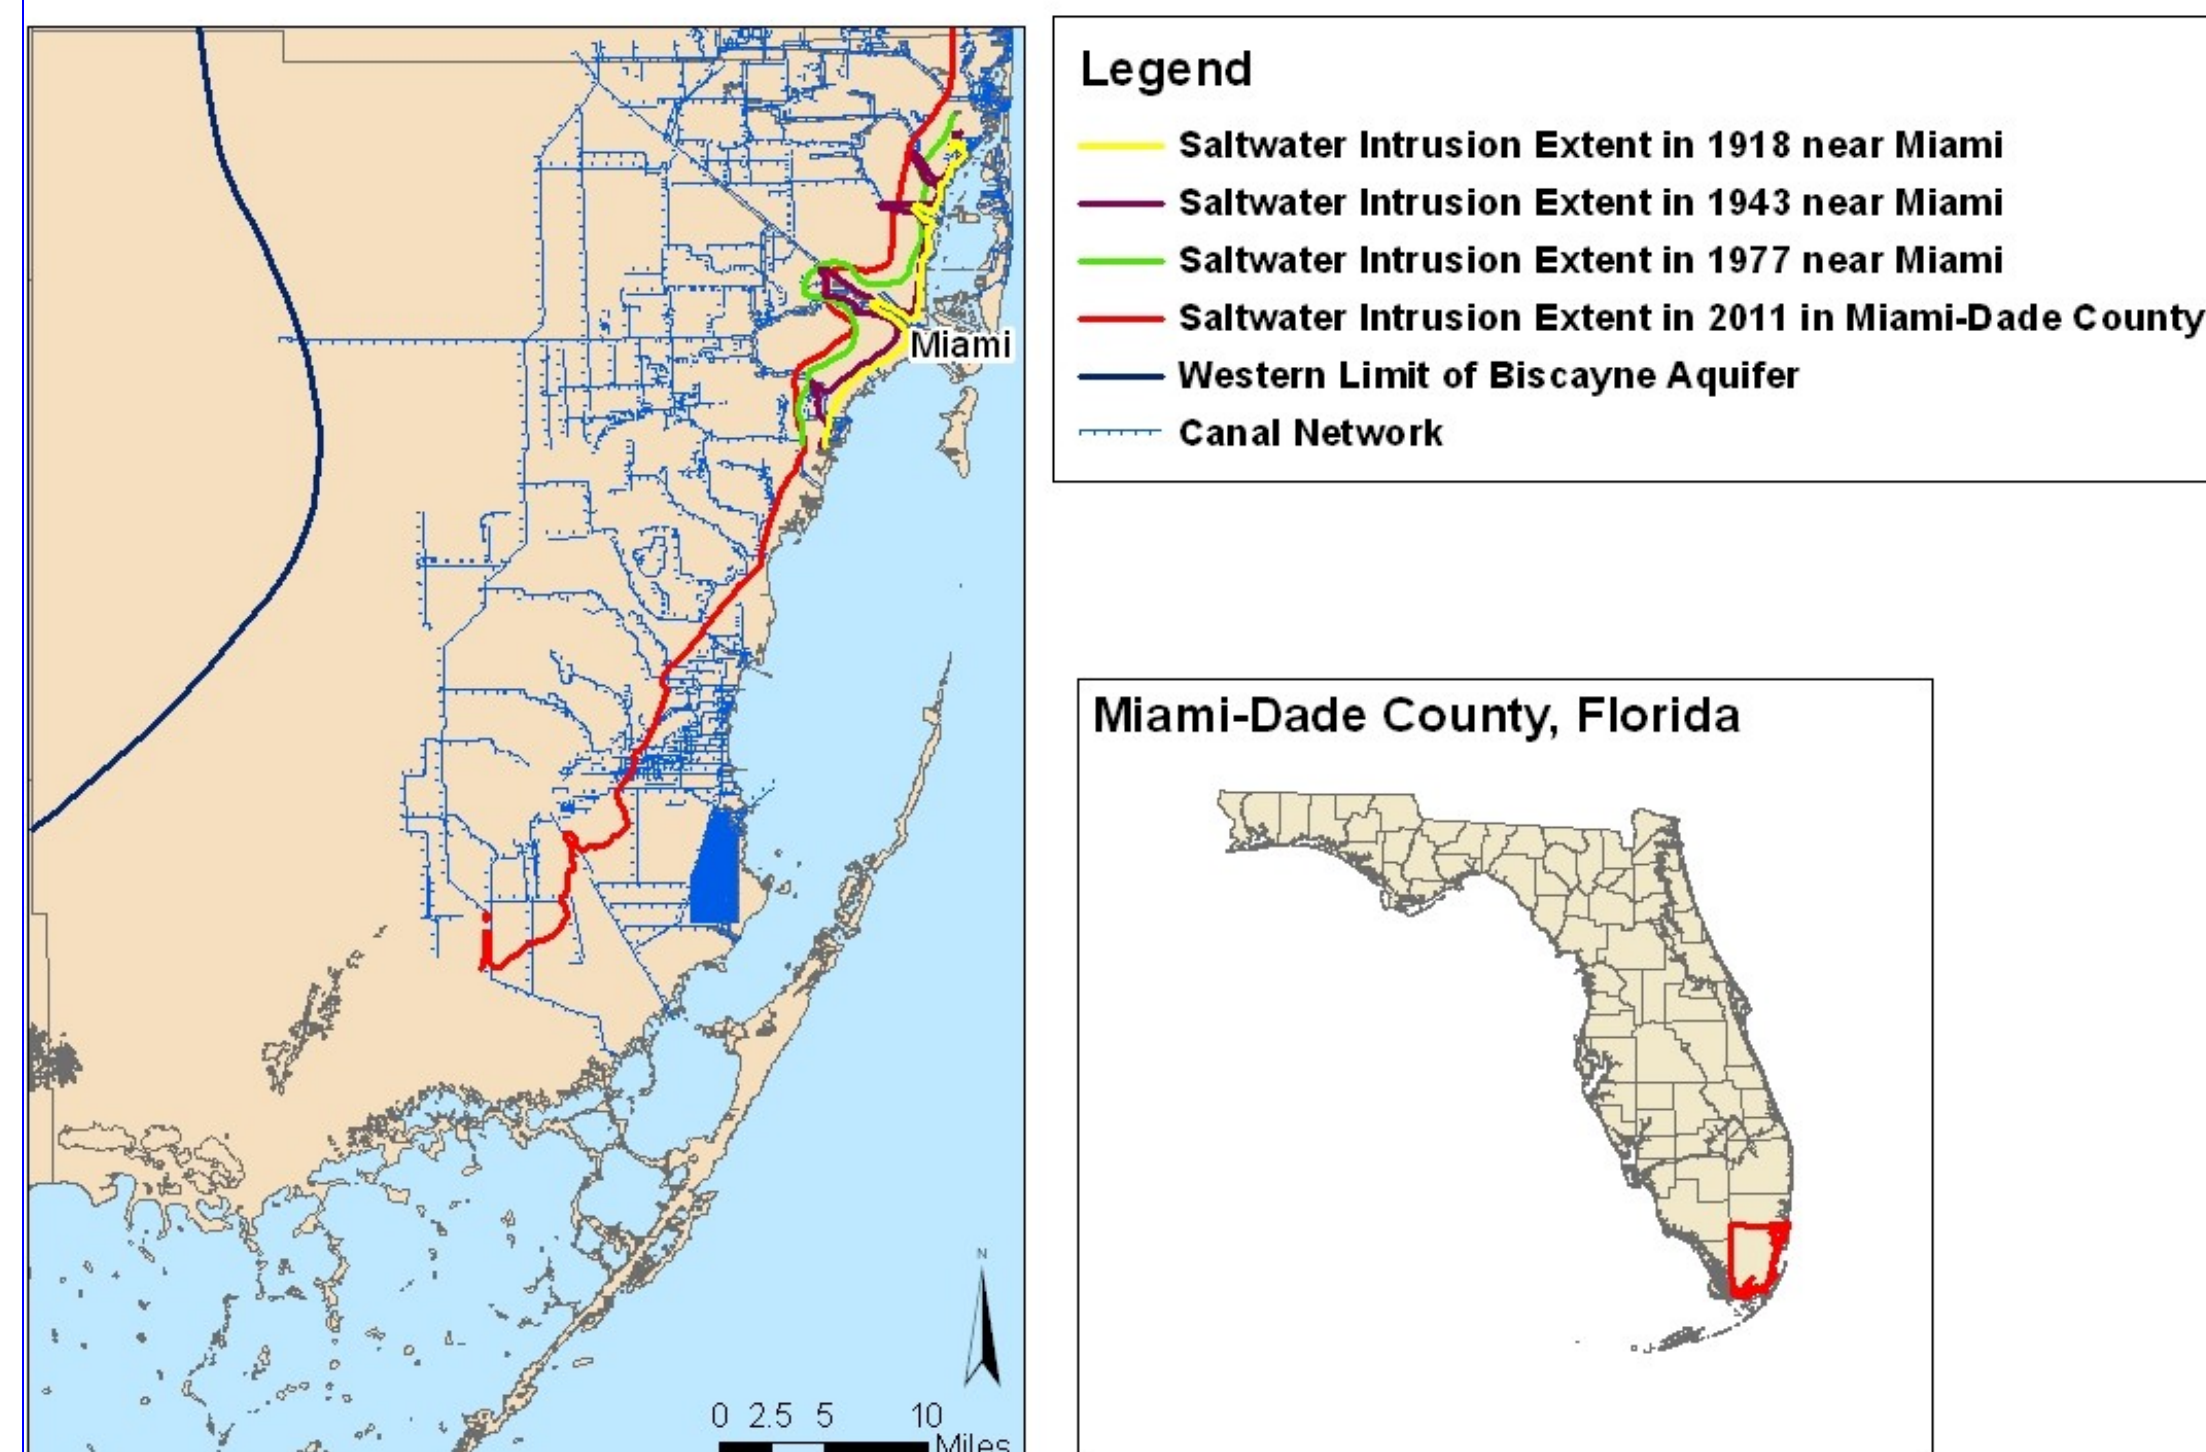 Legend
Saltwater Intrusion Extent in 1918 near Miami
Saltwater Intrusion Extent in 1943 near Miami
Saltwater Intrusion Extent in 1977 near Miami
Saltwater Intrusion Extent in 2011 in Miami-Dade County
Western Limit of Biscayne Aquifer
Canal Network
Miami
Miami-Dade County, Florida
N
0 2.5 5 10
Miles